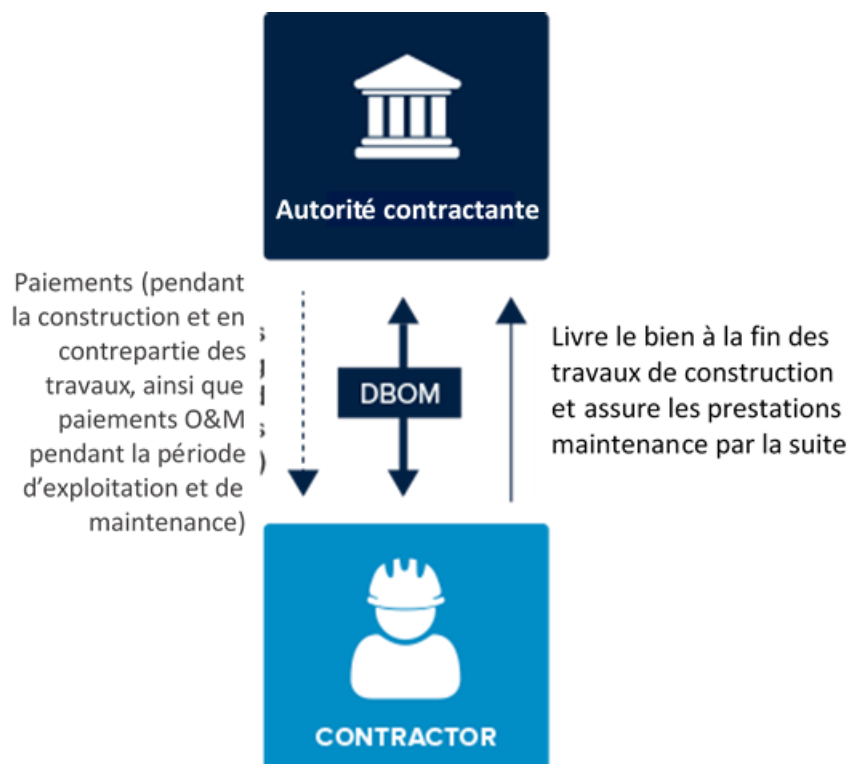 Autorité contractante
Paiements (pendant
la construction et en
contrepartie des
travaux, ainsi que
paiements O&M
pendant la période
d'exploitation et de
maintenance)
DBOM
Livre le bien à la fin des
travaux de construction
et assure les prestations
maintenance par la suite
CONTRACTOR